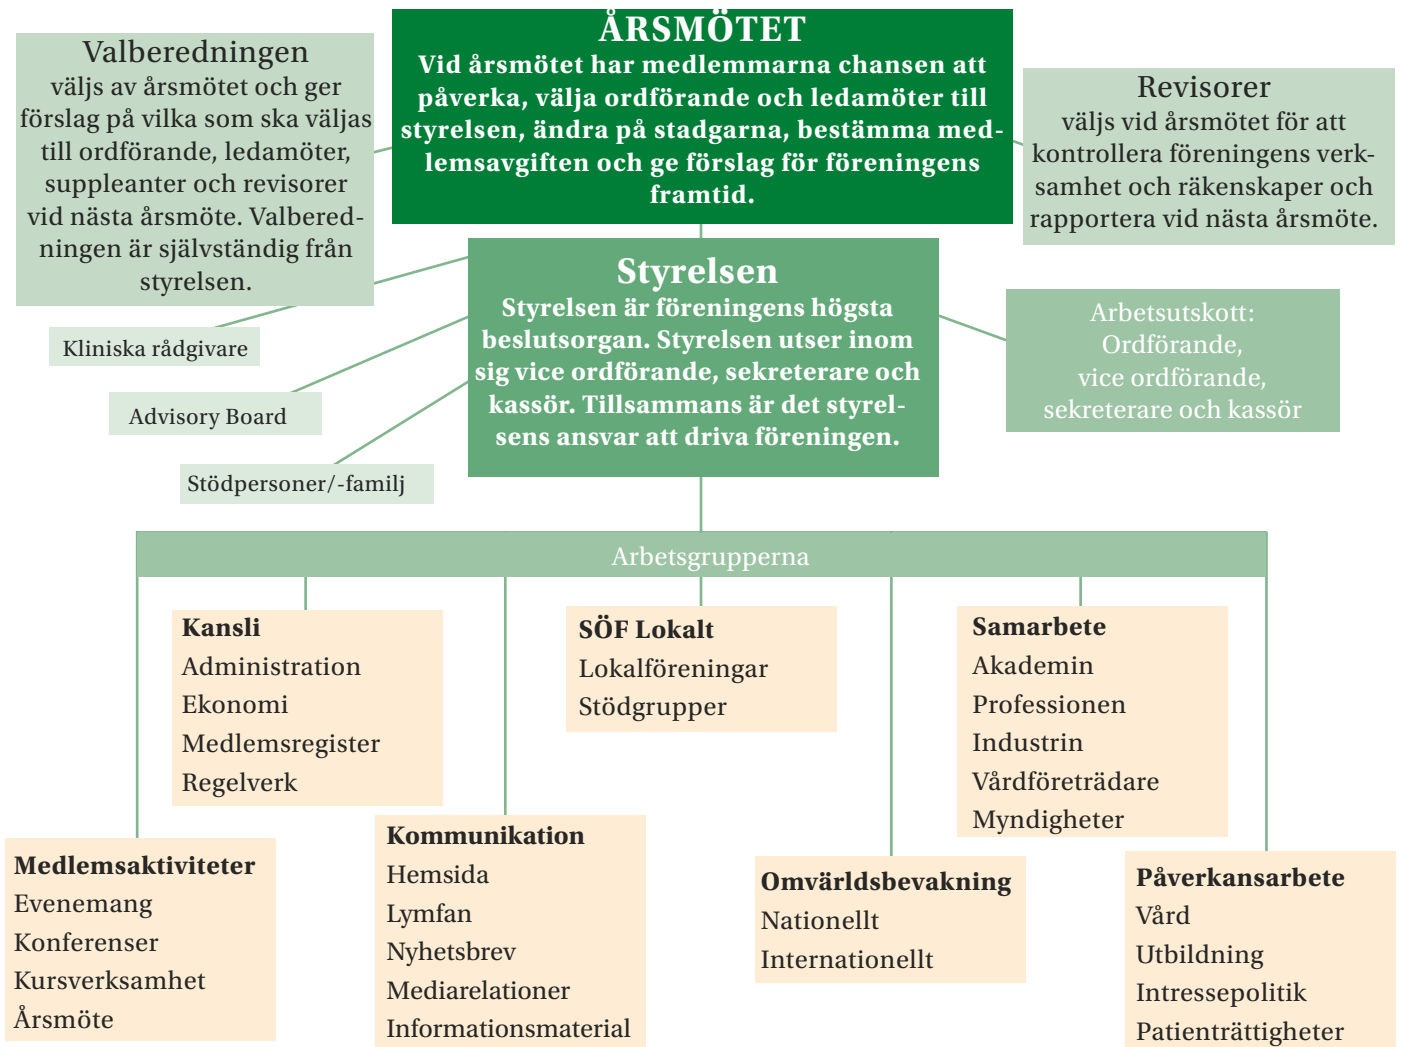 ÅRSMÖTET
Vid årsmötet har medlemmarna chansen att
påverka, välja ordförande och ledamöter till
styrelsen, ändra på stadgarna, bestämma med-
lemsavgiften och ge förslag för föreningens
framtid.
Valberedningen
väljs av årsmötet och ger
förslag på vilka som ska väljas
till ordförande, ledamöter,
suppleanter och revisorer
vid nästa årsmöte. Valbered-
ningen är självständig från
styrelsen.
Revisorer
väljs vid årsmötet för att
kontrollera föreningens verk-
samhet och räkenskaper och
rapportera vid nästa årsmöte.
Styrelsen
Styrelsen är föreningens högsta
beslutsorgan. Styrelsen utser inom
sig vice ordförande, sekreterare och
kassör. Tillsammans är det styrel-
sens ansvar att driva föreningen.
Arbetsutskott:
Ordförande,
vice ordförande,
sekreterare och kassör
Kliniska rådgivare
Advisory Board
Stödpersoner/-familj
Arbetsgrupperna
Kansli
Administration
Ekonomi
Medlemsregister
Regelverk
SÖF Lokalt
Lokalföreningar
Stödgrupper
Samarbete
Akademin
Professionen
Industrin
Vårdföreträdare
Myndigheter
Medlemsaktiviteter
Evenemang
Konferenser
Kursverksamhet
Årsmöte
Kommunikation
Hemsida
Lymfan
Nyhetsbrev
Mediarelationer
Informationsmaterial
Omvärldsbevakning
Nationellt
Internationellt
Påverkansarbete
Vård
Utbildning
Intressepolitik
Patienträttigheter